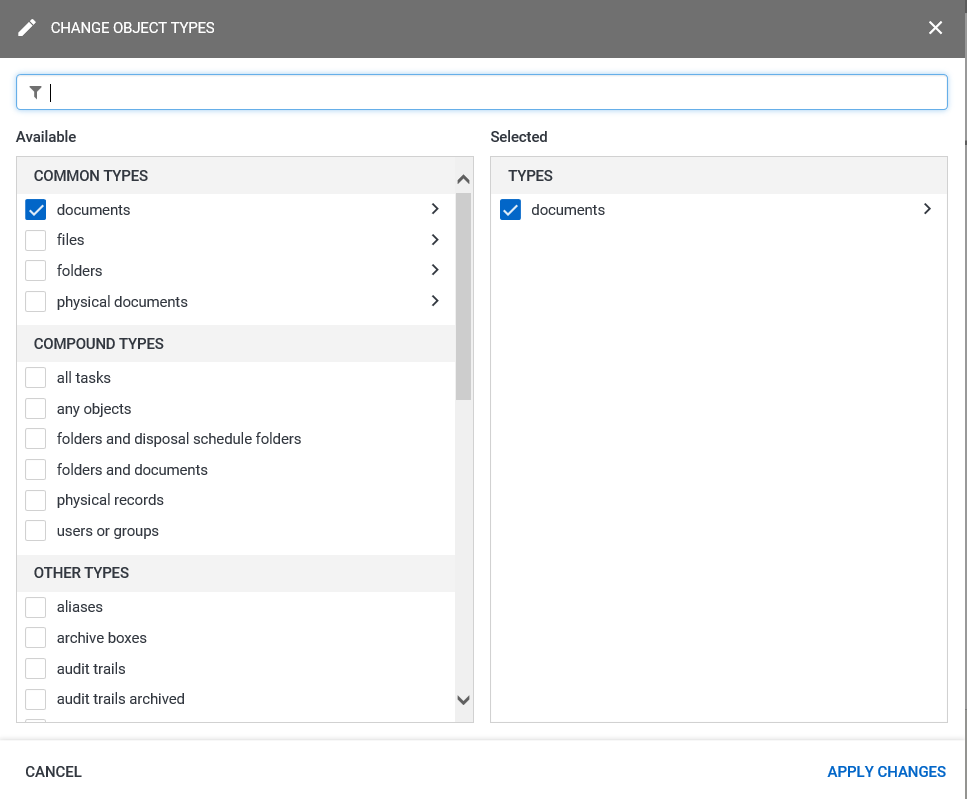 CHANGE OBJECT TYPES
Available
COMMON TYPES
documents
files
folders
physical documents
COMPOUND TYPES
all tasks
any objects
folders and disposal schedule folders
folders and documents
physical records
users or groups
OTHER TYPES
aliases
archive boxes
audit trails
audit trails archived
Selected
TYPES
documents
CANCEL
APPLY CHANGES